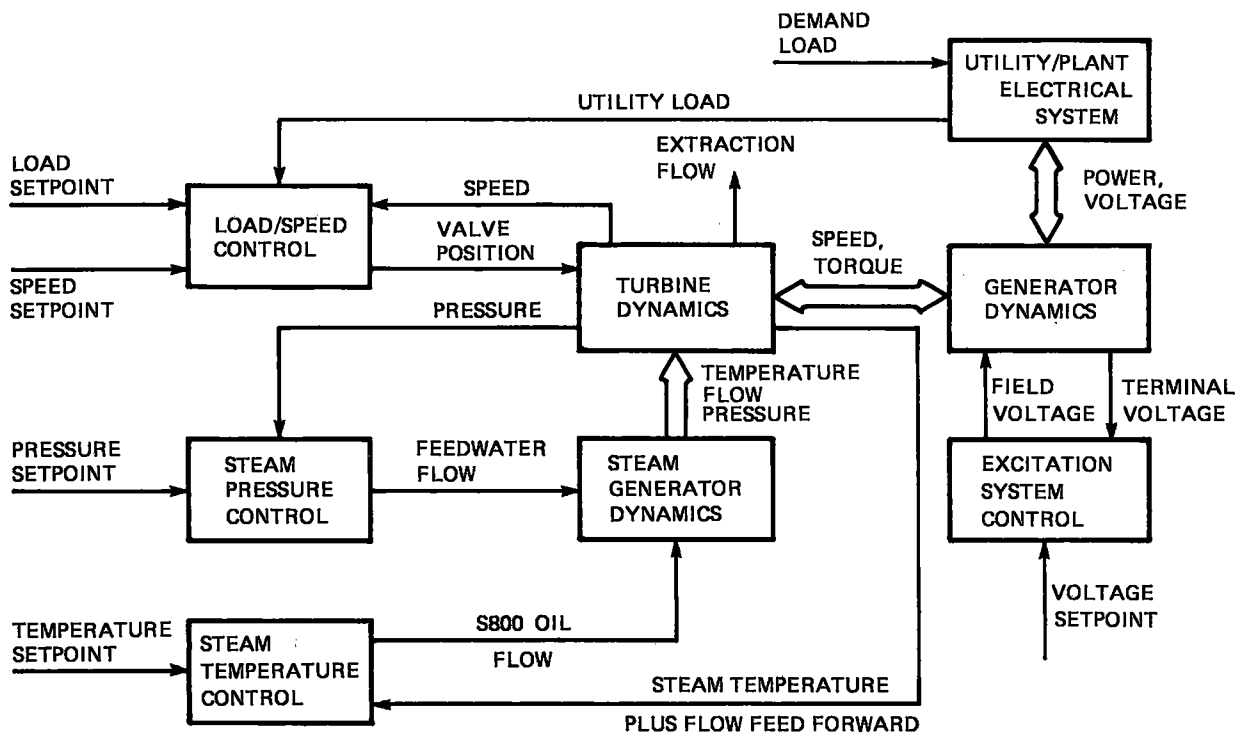 DEMAND
LOAD
UTILITY/PLANT
ELECTRICAL
SYSTEM
UTILITY LOAD
EXTRACTION
FLOW
LOAD
SETPOINT
SPEED
POWER,
VOLTAGE
LOAD/SPEED
CONTROL
VALVE
POSITION
SPEED,
TORQUE
SPEED
SETPOINT
TURBINE
DYNAMICS
GENERATOR
DYNAMICS
PRESSURE
TEMPERATURE
FLOW
PRESSURE
FIELD
VOLTAGE
TERMINAL
VOLTAGE
PRESSURE
SETPOINT
STEAM
PRESSURE
CONTROL
FEEDWATER
FLOW
STEAM
GENERATOR
DYNAMICS
EXCITATION
SYSTEM
CONTROL
VOLTAGE
SETPOINT
TEMPERATURE
SETPOINT
STEAM
TEMPERATURE
CONTROL
S800 OIL
FLOW
STEAM TEMPERATURE
PLUS FLOW FEED FORWARD